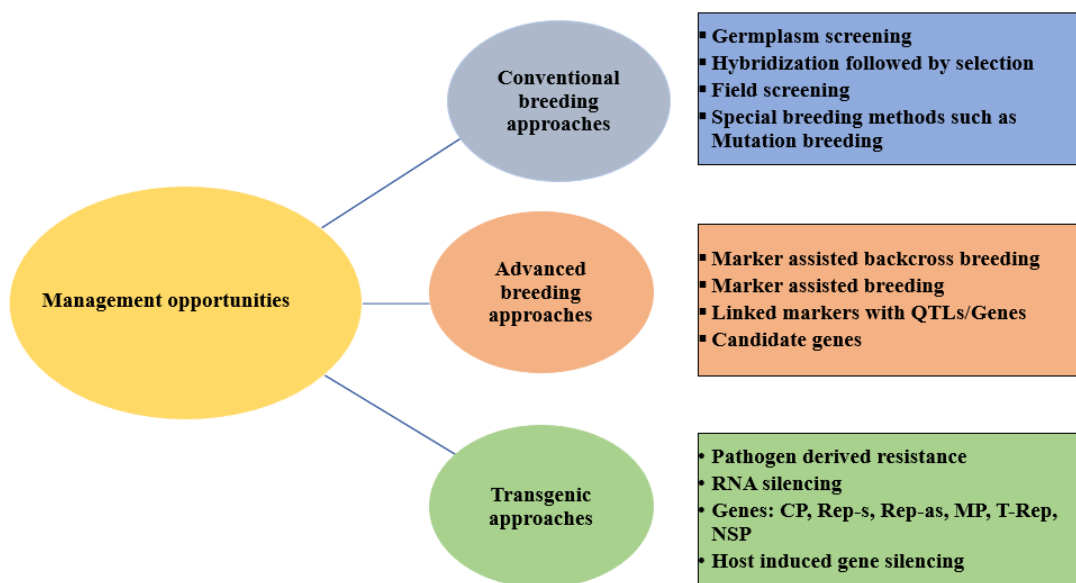 Management opportunities
Conventional
breeding
approaches
▪ Germplasm screening
▪ Hybridization followed by selection
▪ Field screening
▪ Special breeding methods such as
Mutation breeding
Advanced
breeding
approaches
▪ Marker assisted backcross breeding
▪ Marker assisted breeding
▪ Linked markers with QTLs/Genes
▪ Candidate genes
Transgenic
approaches
• Pathogen derived resistance
• RNA silencing
• Genes: CP, Rep-s, Rep-as, MP, T-Rep,
NSP
• Host induced gene silencing